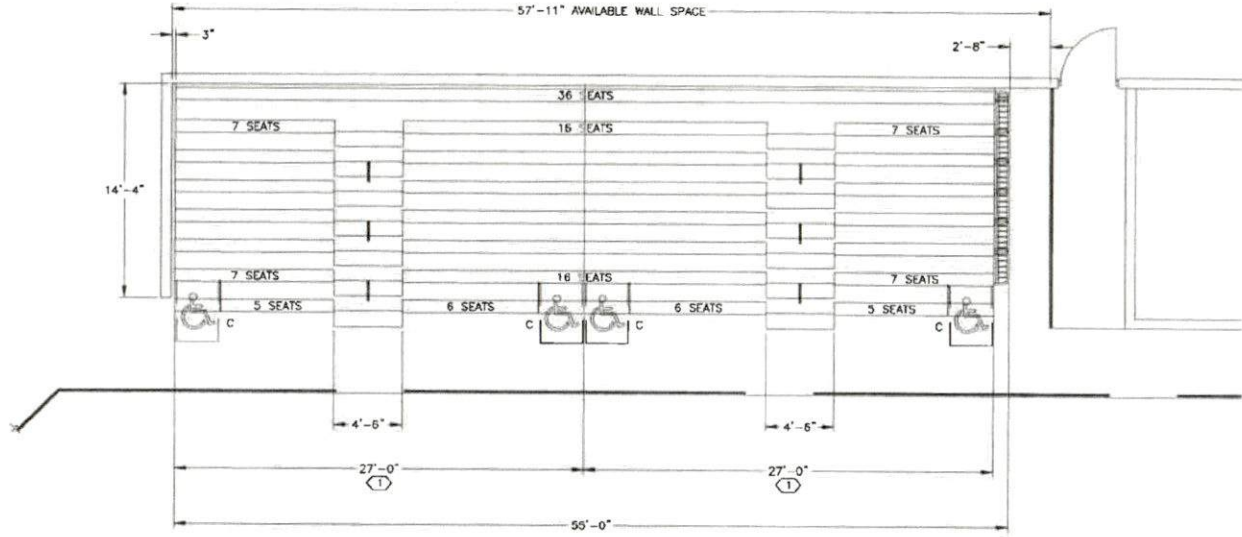 57'-11" AVAILABLE WALL SPACE
3"
2'-8"
36 SEATS
7 SEATS
16 SEATS
7 SEATS
14'-4"
7 SEATS
16 SEATS
7 SEATS
5 SEATS
6 SEATS
6 SEATS
5 SEATS
C
C
C
C
4'-6"
4'-6"
27'-0"
27'-0"
1
1
55'-0"